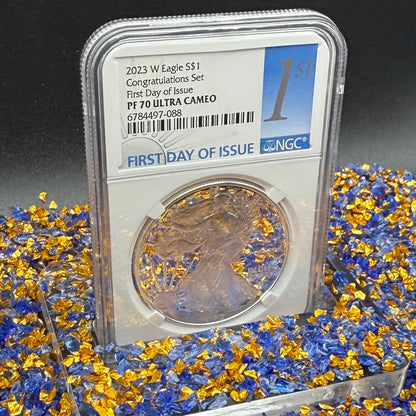 2023 W Eagle S$1
Congratulations Set
First Day of Issue
PF 70 ULTRA CAMEO
6784497-088
1st
FIRST DAY OF ISSUE
NGC®